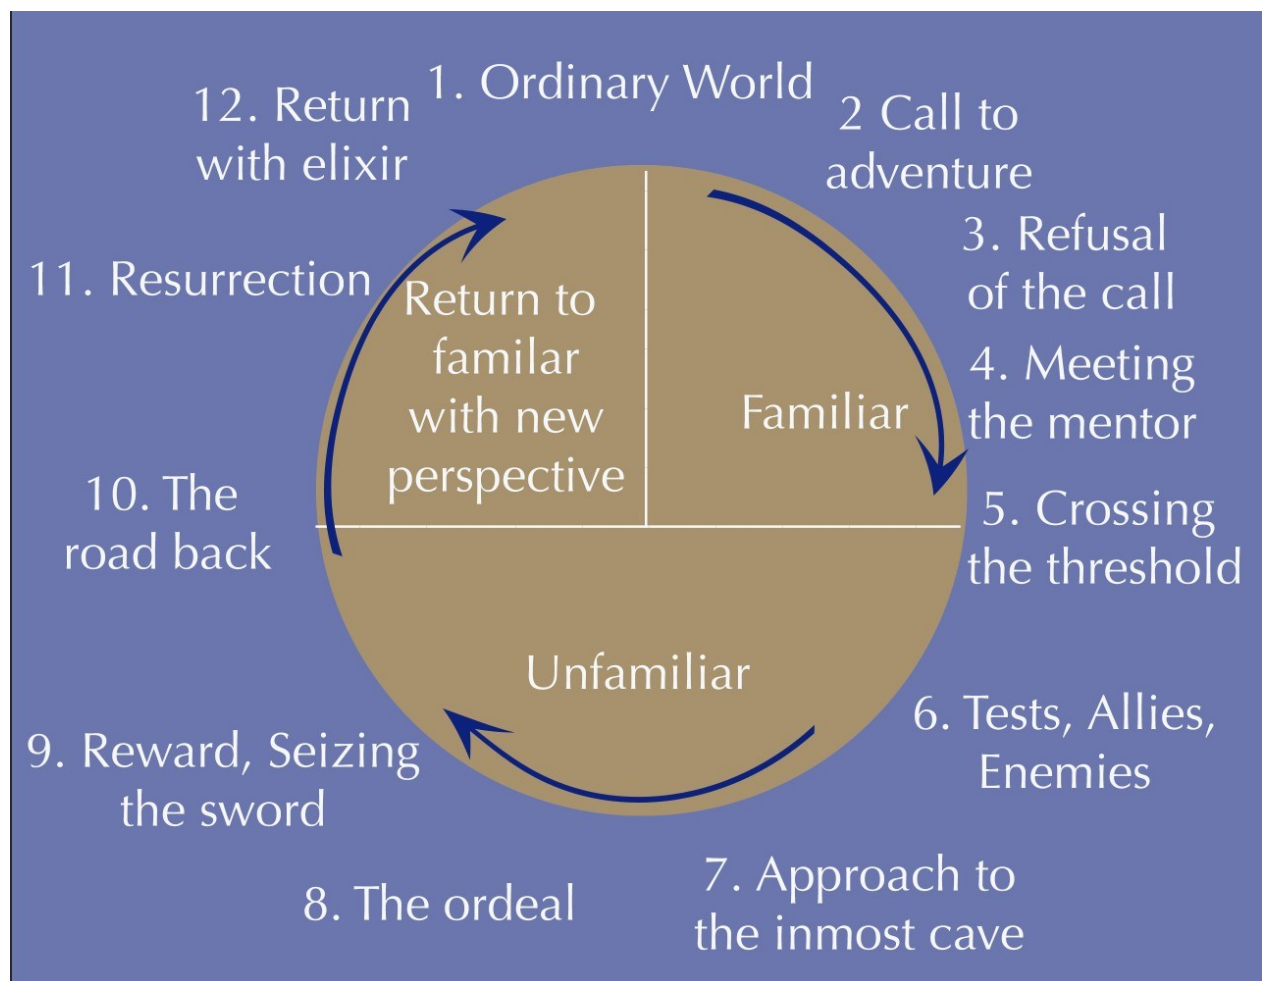 1. Ordinary World
2 Call to
adventure
3. Refusal
of the call
4. Meeting
the mentor
5. Crossing
the threshold
6. Tests, Allies,
Enemies
7. Approach to
the inmost cave
8. The ordeal
9. Reward, Seizing
the sword
10. The
road back
11. Resurrection
12. Return
with elixir
Return to
familar
with new
perspective
Familiar
Unfamiliar